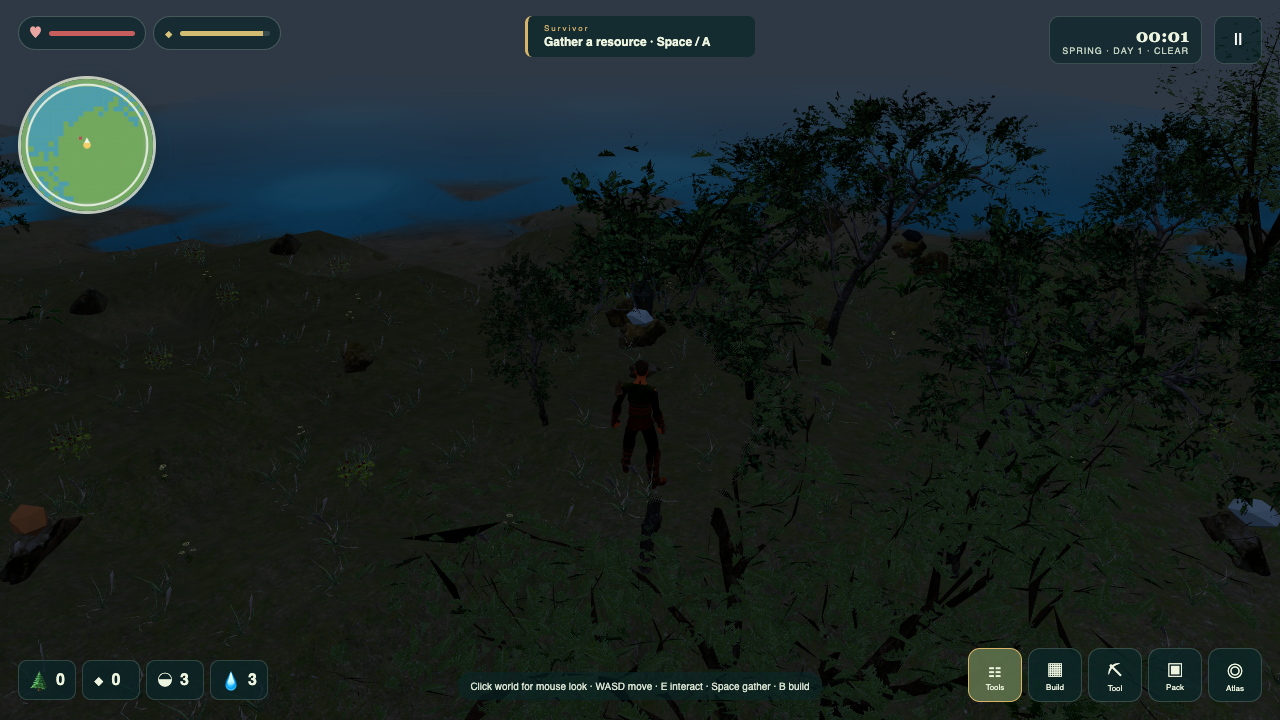 Survivor
Gather a resource · Space / A
00:01
SPRING · DAY 1 · CLEAR
0
0
3
3
Click world for mouse look · WASD move · E interact · Space gather · B build
Tools
Build
Tool
Pack
Atlas